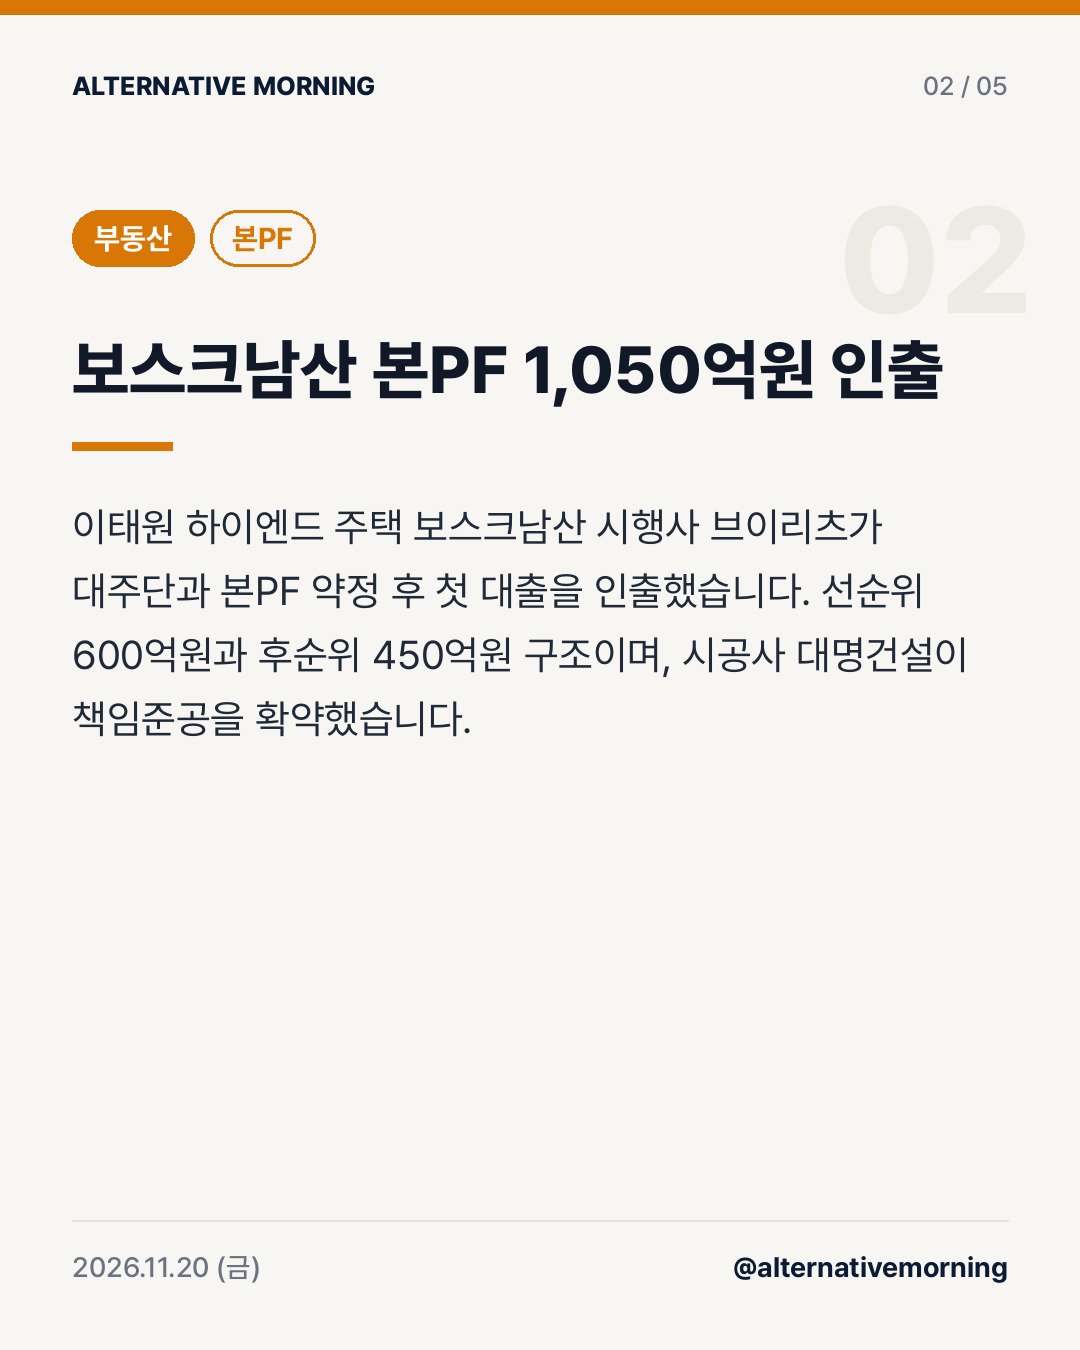 ALTERNATIVE MORNING
02 / 05
부동산 본PF
02
보스크남산 본PF 1,050억원 인출
이태원 하이엔드 주택 보스크남산 시행사 브이리츠가
대주단과 본PF 약정 후 첫 대출을 인출했습니다. 선순위
600억원과 후순위 450억원 구조이며, 시공사 대명건설이
책임준공을 확약했습니다.
2026.11.20 (금)
@alternativemorning